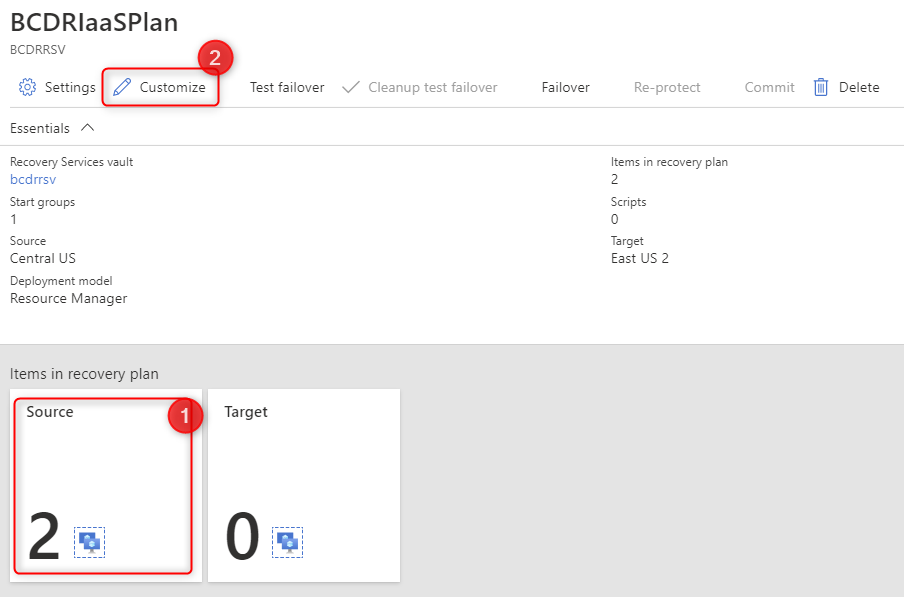 BCDRIaaSPlan
BCDRRSV
2
Settings Customize Test failover Cleanup test failover Failover Re-protect Commit Delete
Essentials
Recovery Services vault Items in recovery plan
bcdrrsv 2
Start groups Scripts
1 0
Source Target
Central US East US 2
Deployment model
Resource Manager
Items in recovery plan
Source 1 Target
2 0